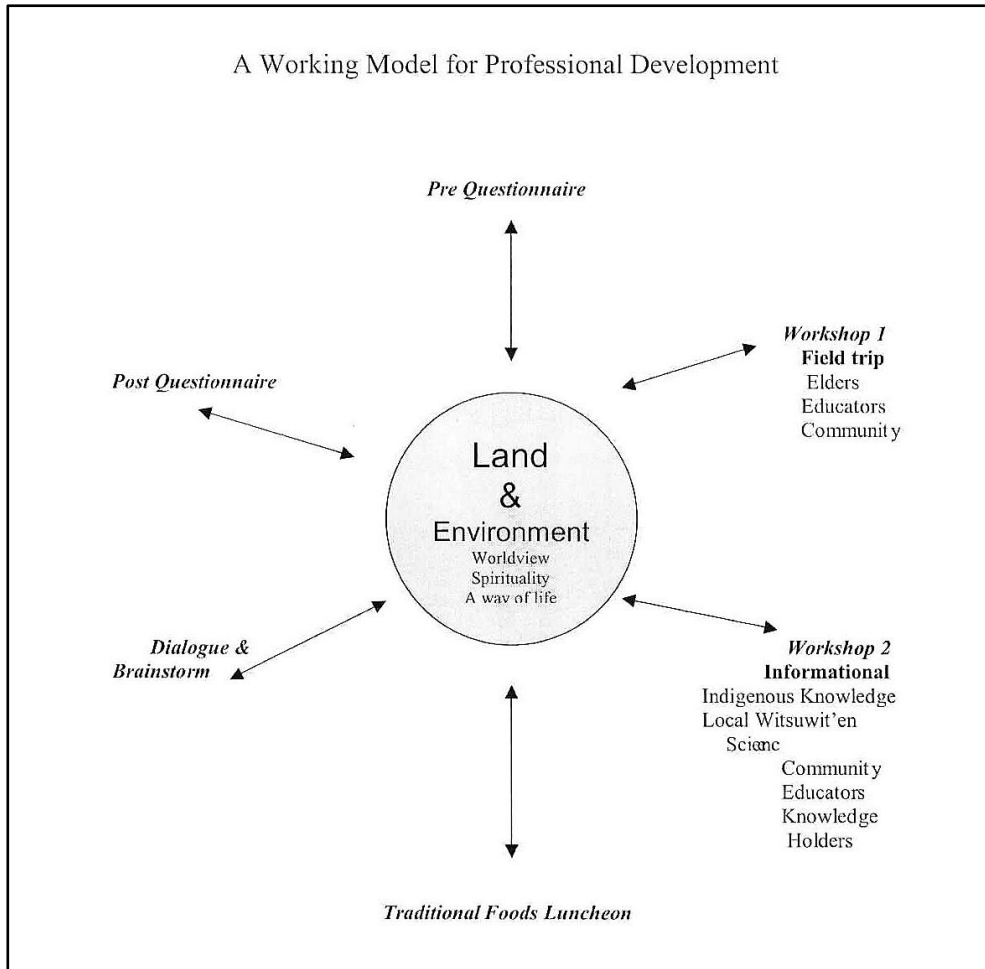 A Working Model for Professional Development
Pre Questionnaire
Workshop 1
Field trip
Elders
Educators
Community
Post Questionnaire
Land
&
Environment
Worldview
Spirituality
A way of life
Dialogue &
Brainstorm
Workshop 2
Informational
Indigenous Knowledge
Local Witsuwit'en
Scienc
Community
Educators
Knowledge
Holders
Traditional Foods Luncheon